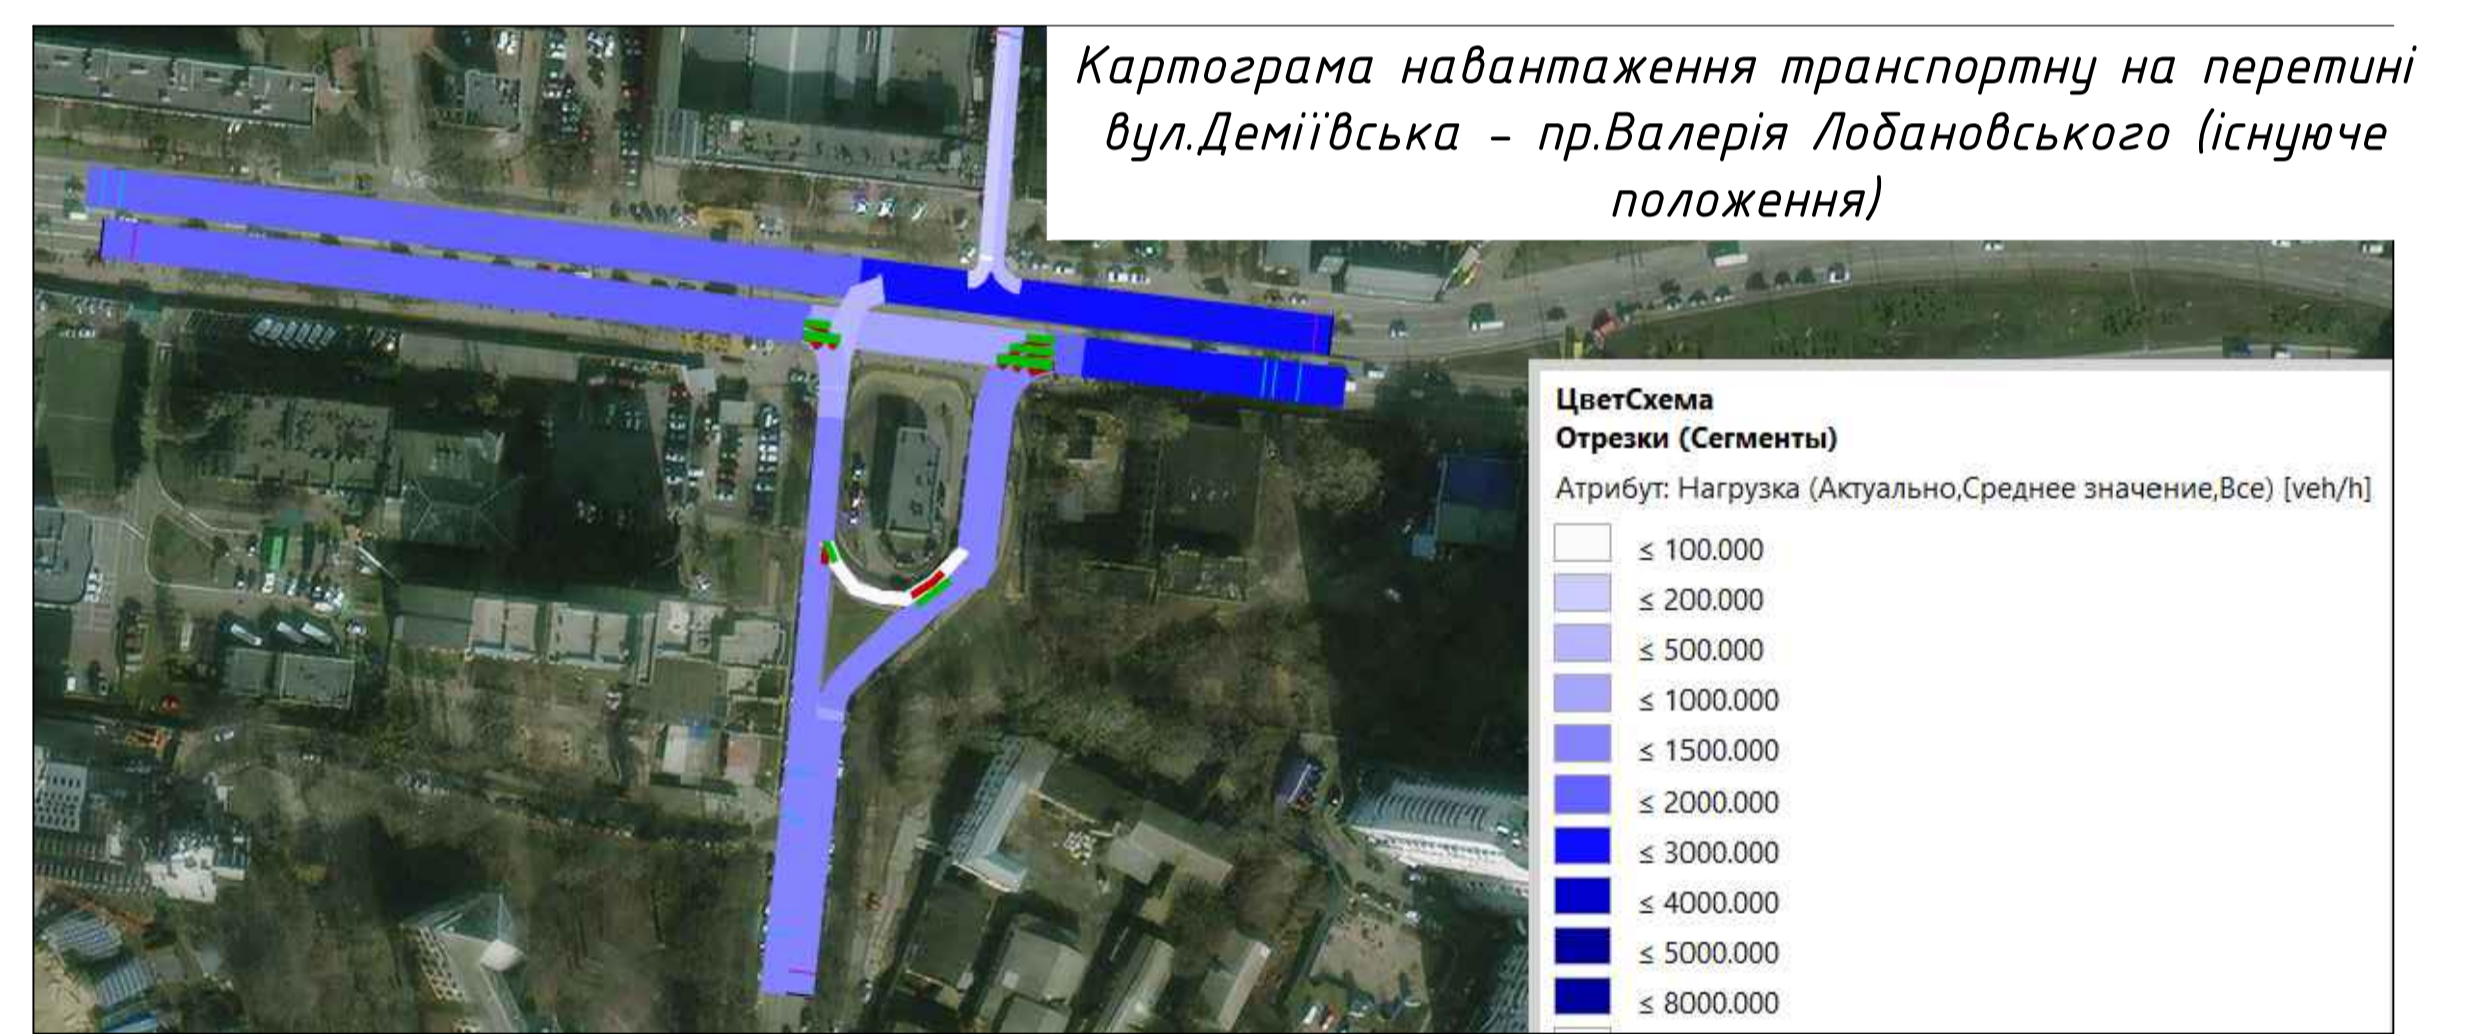 Картограма навантаження транспортну на перетині
вул.Деміївська - пр.Валерія Лобановського (існуюче
положення)
ЦветСхема
Отрезки (Сегменты)
Атрибут: Нагрузка (Актуально,Среднее значение,Все) [veh/h]
≤ 100.000
≤ 200.000
≤ 500.000
≤ 1000.000
≤ 1500.000
≤ 2000.000
≤ 3000.000
≤ 4000.000
≤ 5000.000
≤ 8000.000